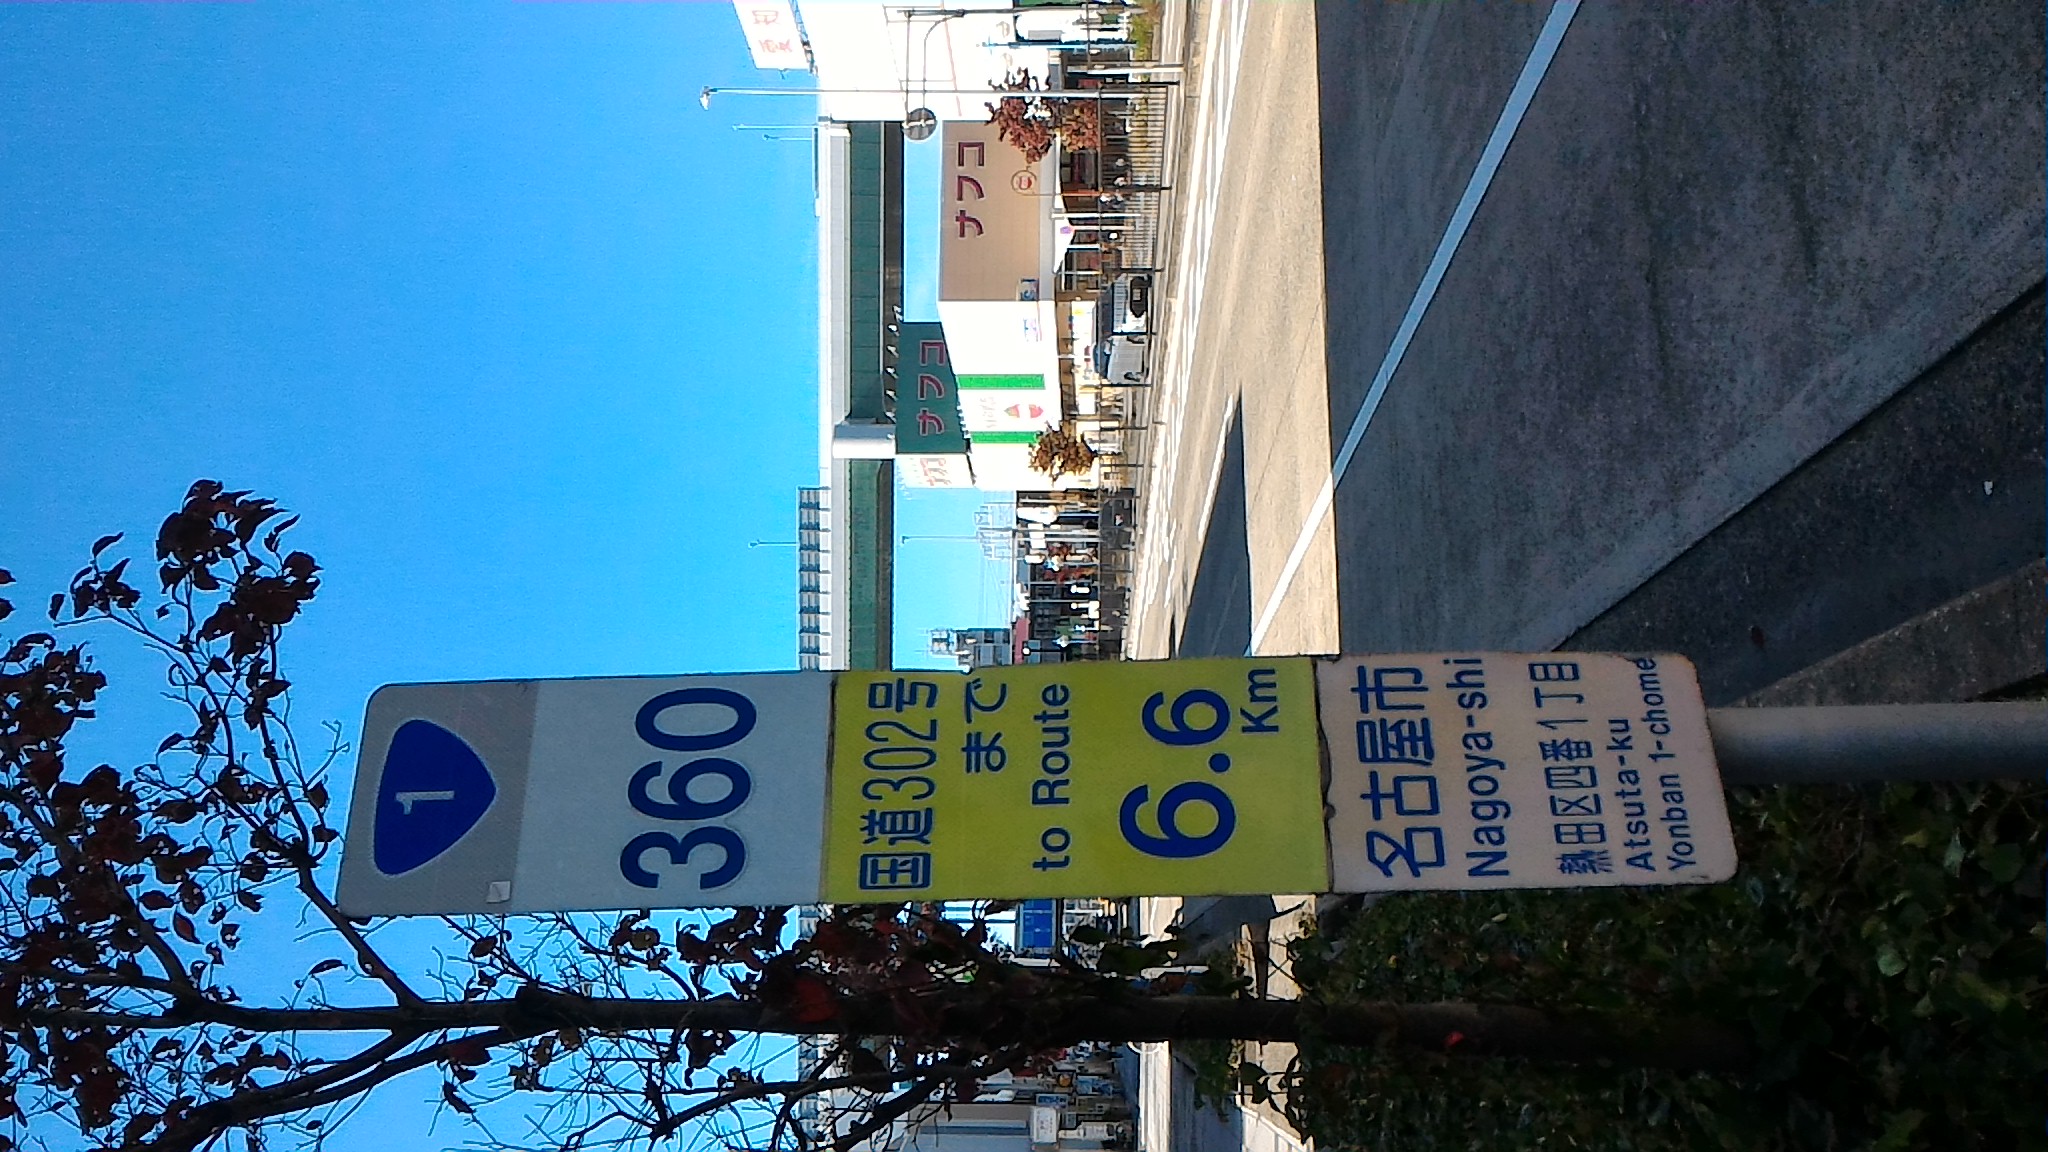 1
360
国道302号
まで
to Route
6.6
Km
名古屋市
Nagoya-shi
熱田区四番1丁目
Atsuta-ku
Yonban 1-chome
ナフコ
ナフコ